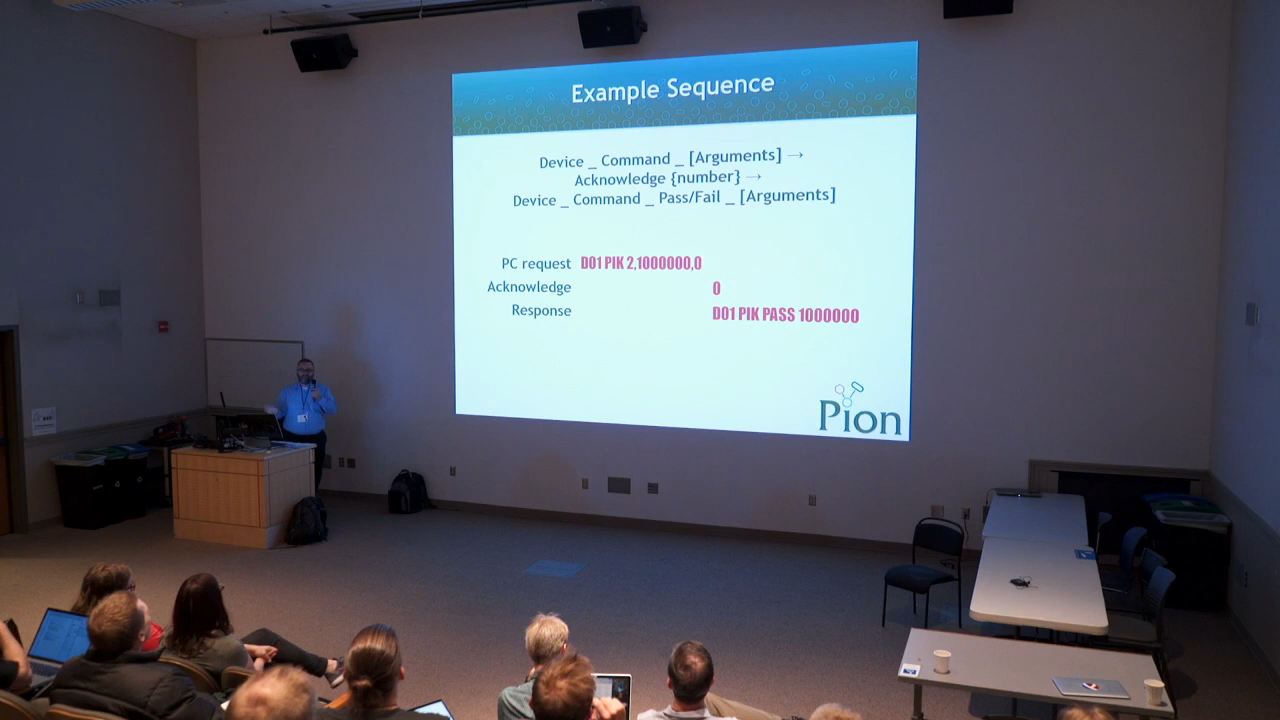 Example Sequence
Device _ Command _ [Arguments] →
Acknowledge {number} →
Device _ Command _ Pass/Fail _ [Arguments]
PC request D01 PIK 2,1000000,0
Acknowledge 0
Response D01 PIK PASS 1000000
Pion